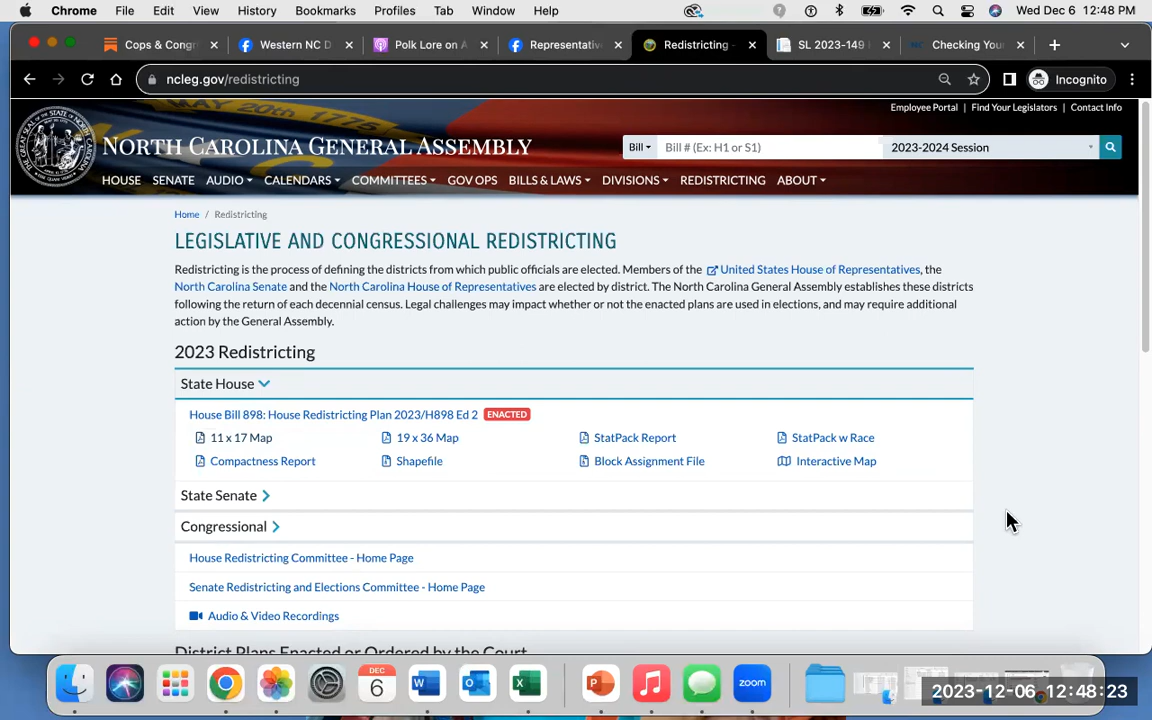 Chrome File Edit View History Bookmarks Profiles Tab Window Help Wed Dec 6 12:48 PM
Cops & Congr Western NC D Polk Lore on A Representativ Redistricting - SL 2023-149 Checking You
ncleg.gov/redistricting Incognito
Employee Portal | Find Your Legislators | Contact Info
NORTH CAROLINA GENERAL ASSEMBLY Bill Bill # (Ex: H1 or S1) 2023-2024 Session
HOUSE SENATE AUDIO CALENDARS COMMITTEES GOV OPS BILLS & LAWS DIVISIONS REDISTRICTING ABOUT
Home / Redistricting
LEGISLATIVE AND CONGRESSIONAL REDISTRICTING
Redistricting is the process of defining the districts from which public officials are elected. Members of the United States House of Representatives, the
North Carolina Senate and the North Carolina House of Representatives are elected by district. The North Carolina General Assembly establishes these districts
following the return of each decennial census. Legal challenges may impact whether or not the enacted plans are used in elections, and may require additional
action by the General Assembly.
2023 Redistricting
State House
House Bill 898: House Redistricting Plan 2023/H898 Ed 2 ENACTED
11 x 17 Map 19 x 36 Map StatPack Report StatPack w Race
Compactness Report Shapefile Block Assignment File Interactive Map
State Senate
Congressional
House Redistricting Committee - Home Page
Senate Redistricting and Elections Committee - Home Page
Audio & Video Recordings
District Plans Enacted or Ordered by the Court
DEC
6
zoom
2023-12-06 12:48:23